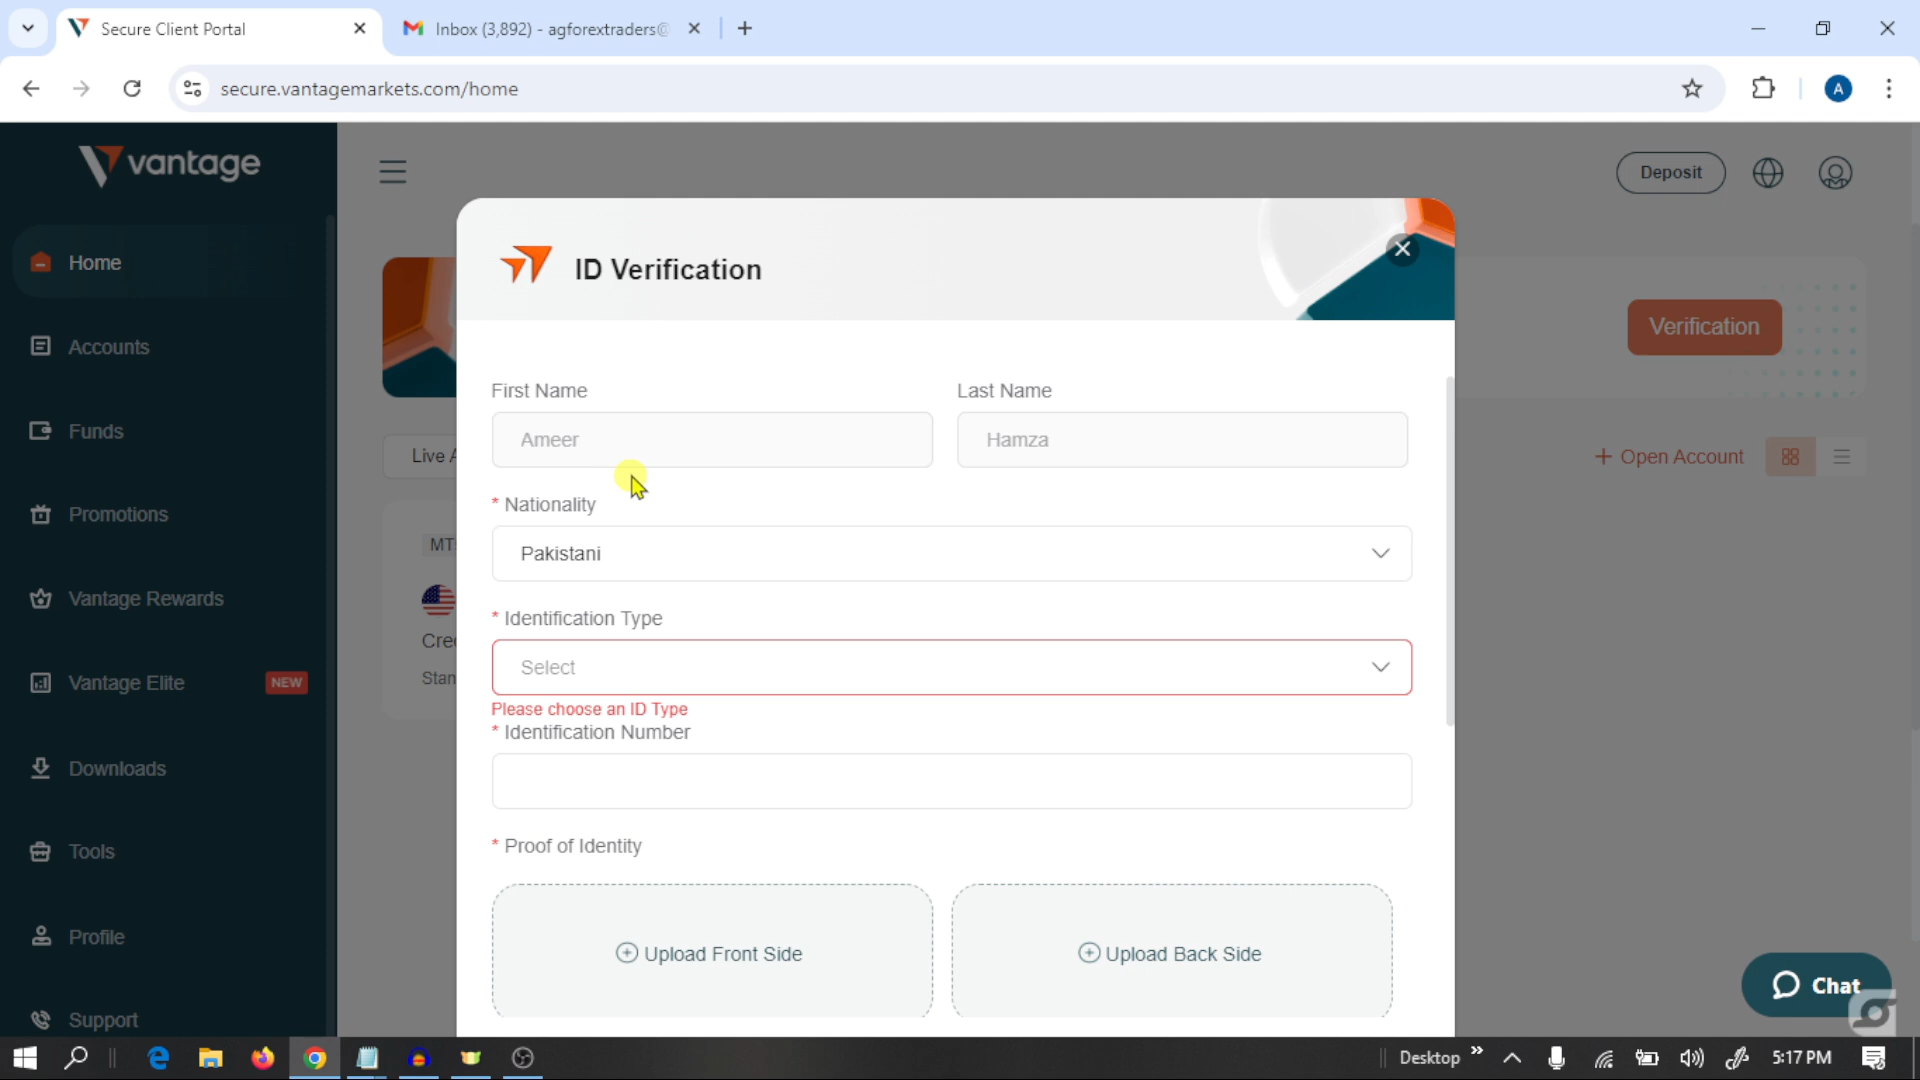 Secure Client Portal
Inbox (3,892) - agforextraders@
secure.vantagemarkets.com/home
A
vantage
Deposit
Home
ID Verification
Verification
Accounts
First Name
Last Name
Ameer
Hamza
Funds
Live A
+ Open Account
* Nationality
Promotions
MT
Pakistani
Vantage Rewards
* Identification Type
Cre
Select
Vantage Elite
NEW
Stan
Please choose an ID Type
* Identification Number
Downloads
Tools
* Proof of Identity
Profile
Upload Front Side
Upload Back Side
Chat
Support
Desktop
5:17 PM